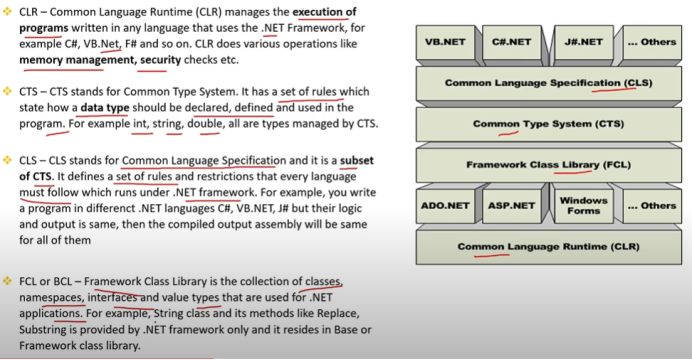 CLR – Common Language Runtime (CLR) manages the execution of
programs written in any language that uses the .NET Framework, for
example C#, VB.Net, F# and so on. CLR does various operations like
memory management, security checks etc.
CTS – CTS stands for Common Type System. It has a set of rules which
state how a data type should be declared, defined and used in the
program. For example int, string, double, all are types managed by CTS.
CLS – CLS stands for Common Language Specification and it is a subset
of CTS. It defines a set of rules and restrictions that every language
must follow which runs under .NET framework. For example, you write
a program in differenct .NET languages C#, VB.NET, J# but their logic
and output is same, then the compiled output assembly will be same
for all of them
FCL or BCL – Framework Class Library is the collection of classes,
namespaces, interfaces and value types that are used for .NET
applications. For example, String class and its methods like Replace,
Substring is provided by .NET framework only and it resides in Base or
Framework class library.
VB.NET C#.NET J#.NET ... Others
Common Language Specification (CLS)
Common Type System (CTS)
Framework Class Library (FCL)
ADO.NET ASP.NET Windows Forms ... Others
Common Language Runtime (CLR)